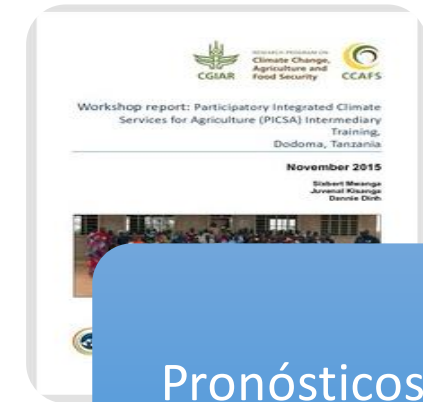 RESEARCH PROGRAM ON
Climate Change,
Agriculture and
Food Security
CGIAR
CCAFS
Workshop report: Participatory Integrated Climate
Services for Agriculture (PICSA) Intermediary
Training,
Dodoma, Tanzania
November 2015
Sixbert Mwanga
Juvenal Kisanga
Dannie Dinh
Pronósticos